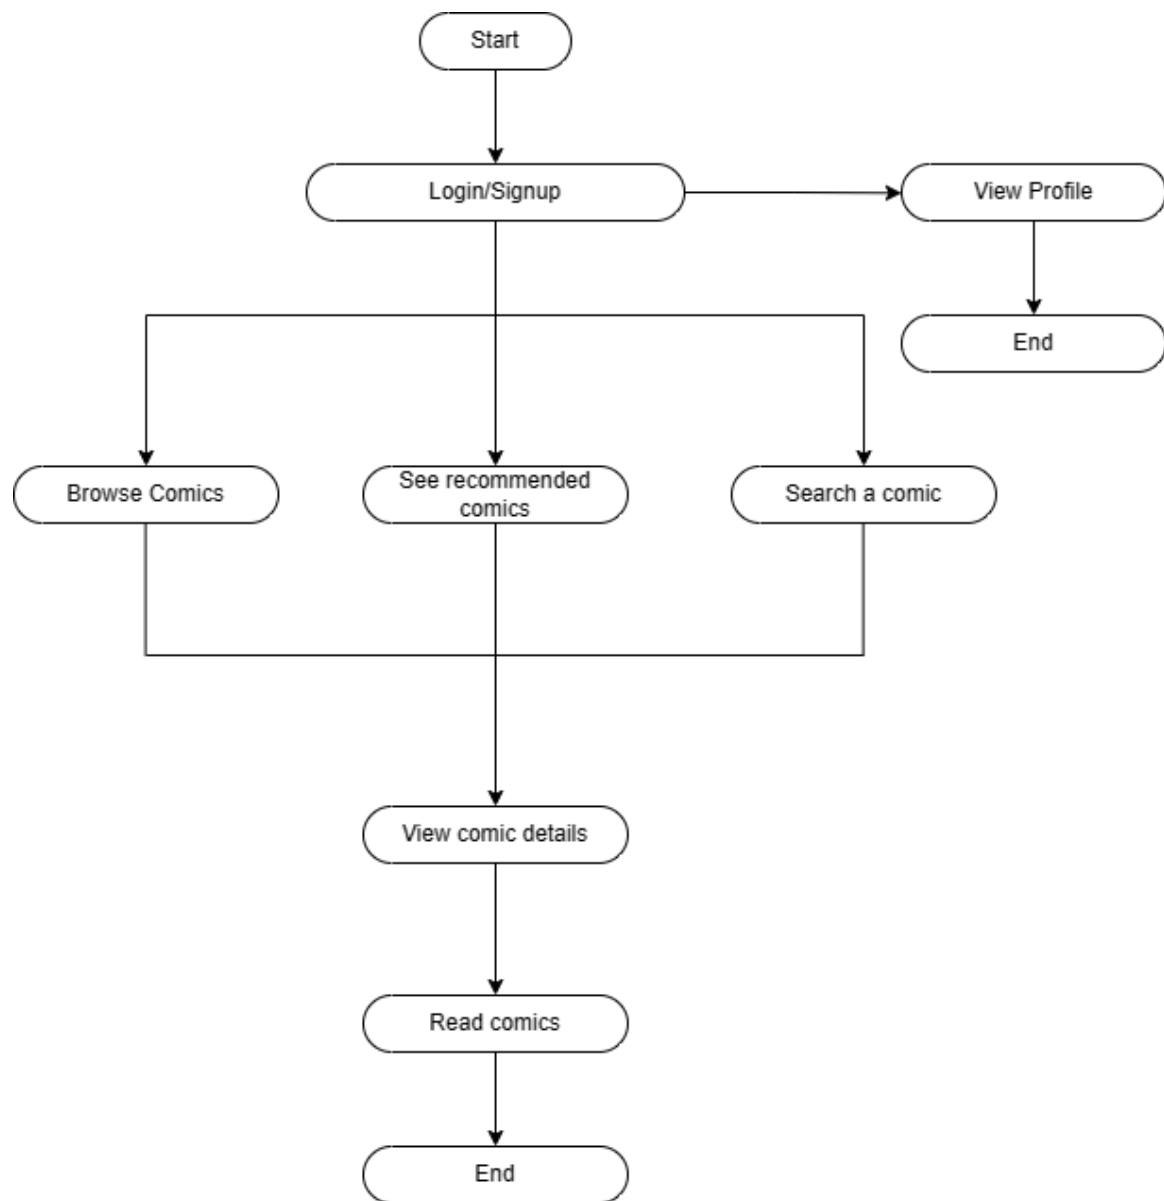 Start
Login/Signup
View Profile
End
Browse Comics
See recommended
comics
Search a comic
View comic details
Read comics
End